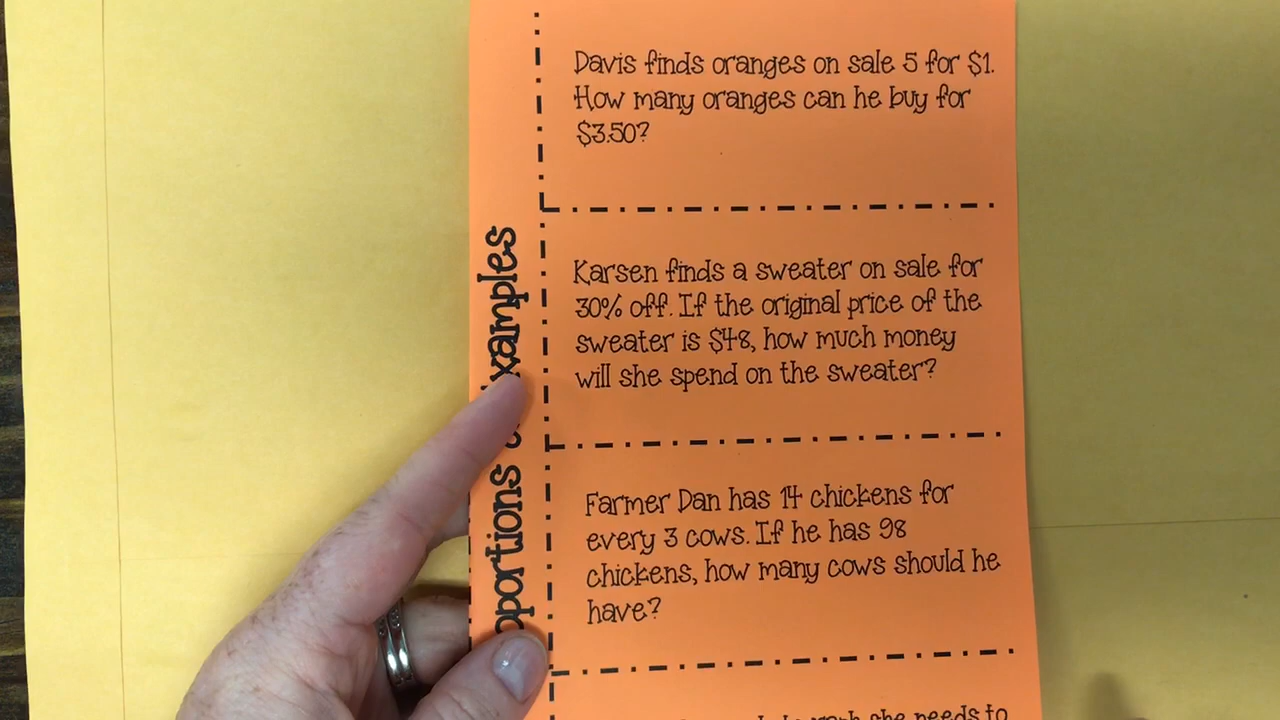 Davis finds oranges on sale 5 for $1.
How many oranges can he buy for
$3.50?
Karsen finds a sweater on sale for
30% off. If the original price of the
sweater is $48, how much money
will she spend on the sweater?
Farmer Dan has 14 chickens for
every 3 cows. If he has 98
chickens, how many cows should he
have?
she needs to